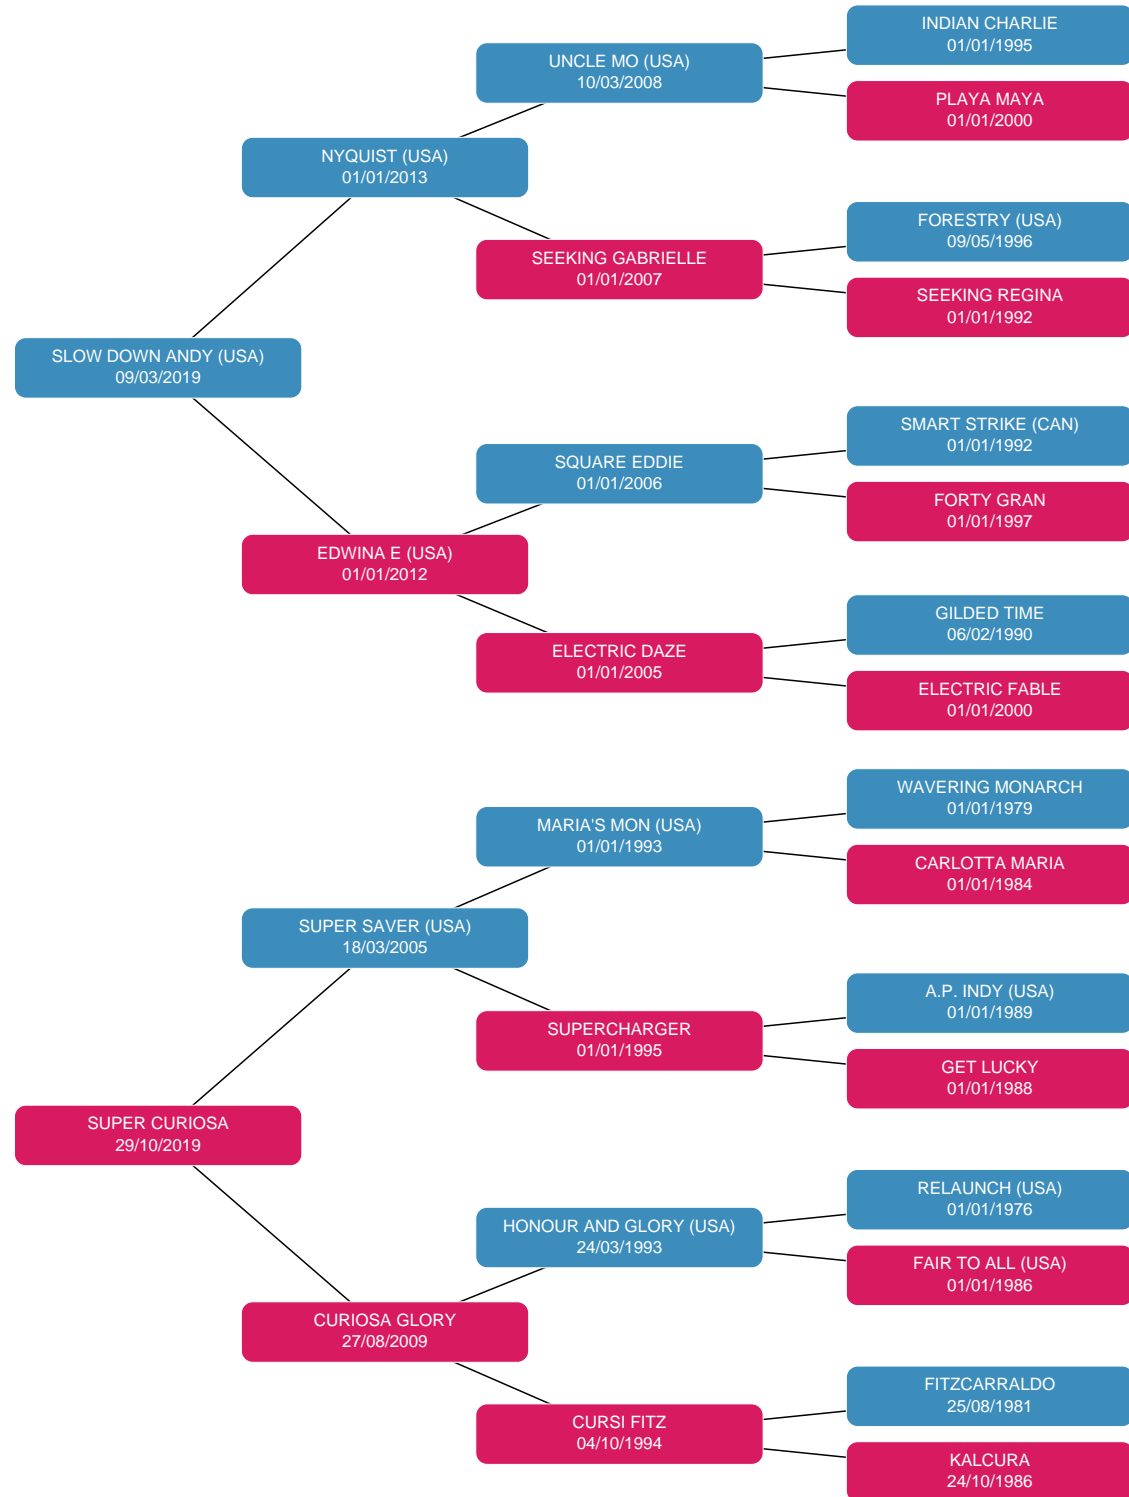 INDIAN CHARLIE
01/01/1995
UNCLE MO (USA)
10/03/2008
PLAYA MAYA
01/01/2000
NYQUIST (USA)
01/01/2013
FORESTRY (USA)
09/05/1996
SEEKING GABRIELLE
01/01/2007
SEEKING REGINA
01/01/1992
SLOW DOWN ANDY (USA)
09/03/2019
SMART STRIKE (CAN)
01/01/1992
SQUARE EDDIE
01/01/2006
FORTY GRAN
01/01/1997
EDWINA E (USA)
01/01/2012
GILDED TIME
06/02/1990
ELECTRIC DAZE
01/01/2005
ELECTRIC FABLE
01/01/2000
WAVERING MONARCH
01/01/1979
MARIA'S MON (USA)
01/01/1993
CARLOTTA MARIA
01/01/1984
SUPER SAVER (USA)
18/03/2005
A.P. INDY (USA)
01/01/1989
SUPERCHARGER
01/01/1995
GET LUCKY
01/01/1988
SUPER CURIOSA
29/10/2019
RELAUNCH (USA)
01/01/1976
HONOUR AND GLORY (USA)
24/03/1993
FAIR TO ALL (USA)
01/01/1986
CURIOSA GLORY
27/08/2009
FITZCARRALDO
25/08/1981
CURSI FITZ
04/10/1994
KALCURA
24/10/1986